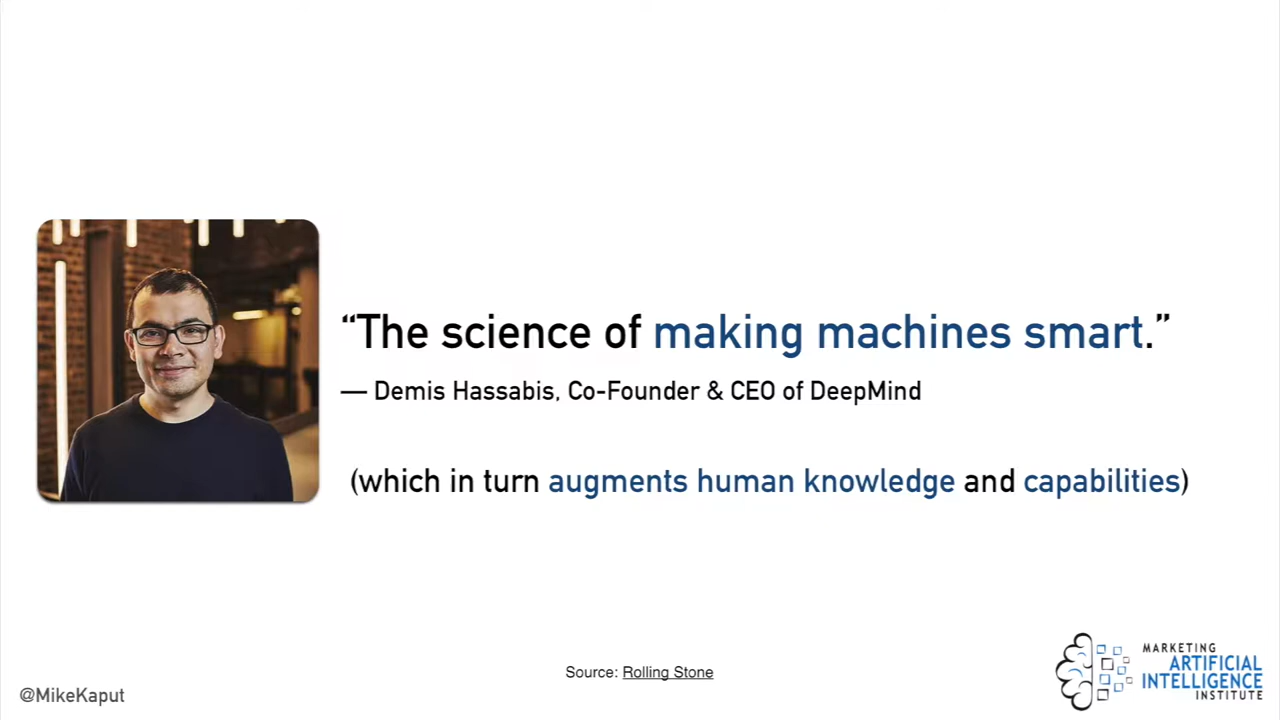 “The science of making machines smart.”
— Demis Hassabis, Co-Founder & CEO of DeepMind
(which in turn augments human knowledge and capabilities)
Source: Rolling Stone
@MikeKaput
MARKETING
ARTIFICIAL
INTELLIGENCE
INSTITUTE